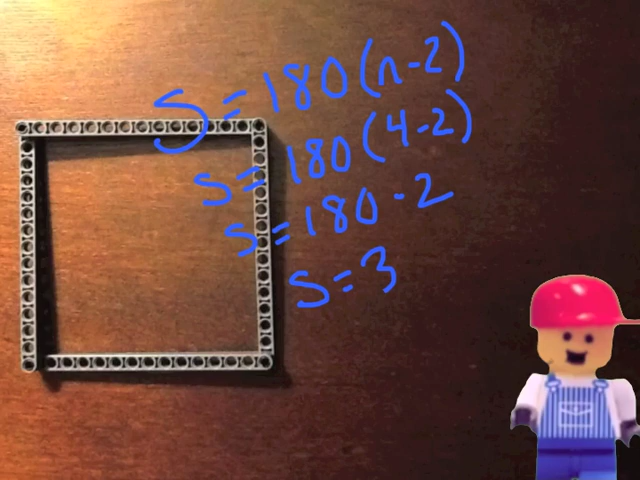 S = 180(n-2)
S = 180(4-2)
S = 180 · 2
S = 3